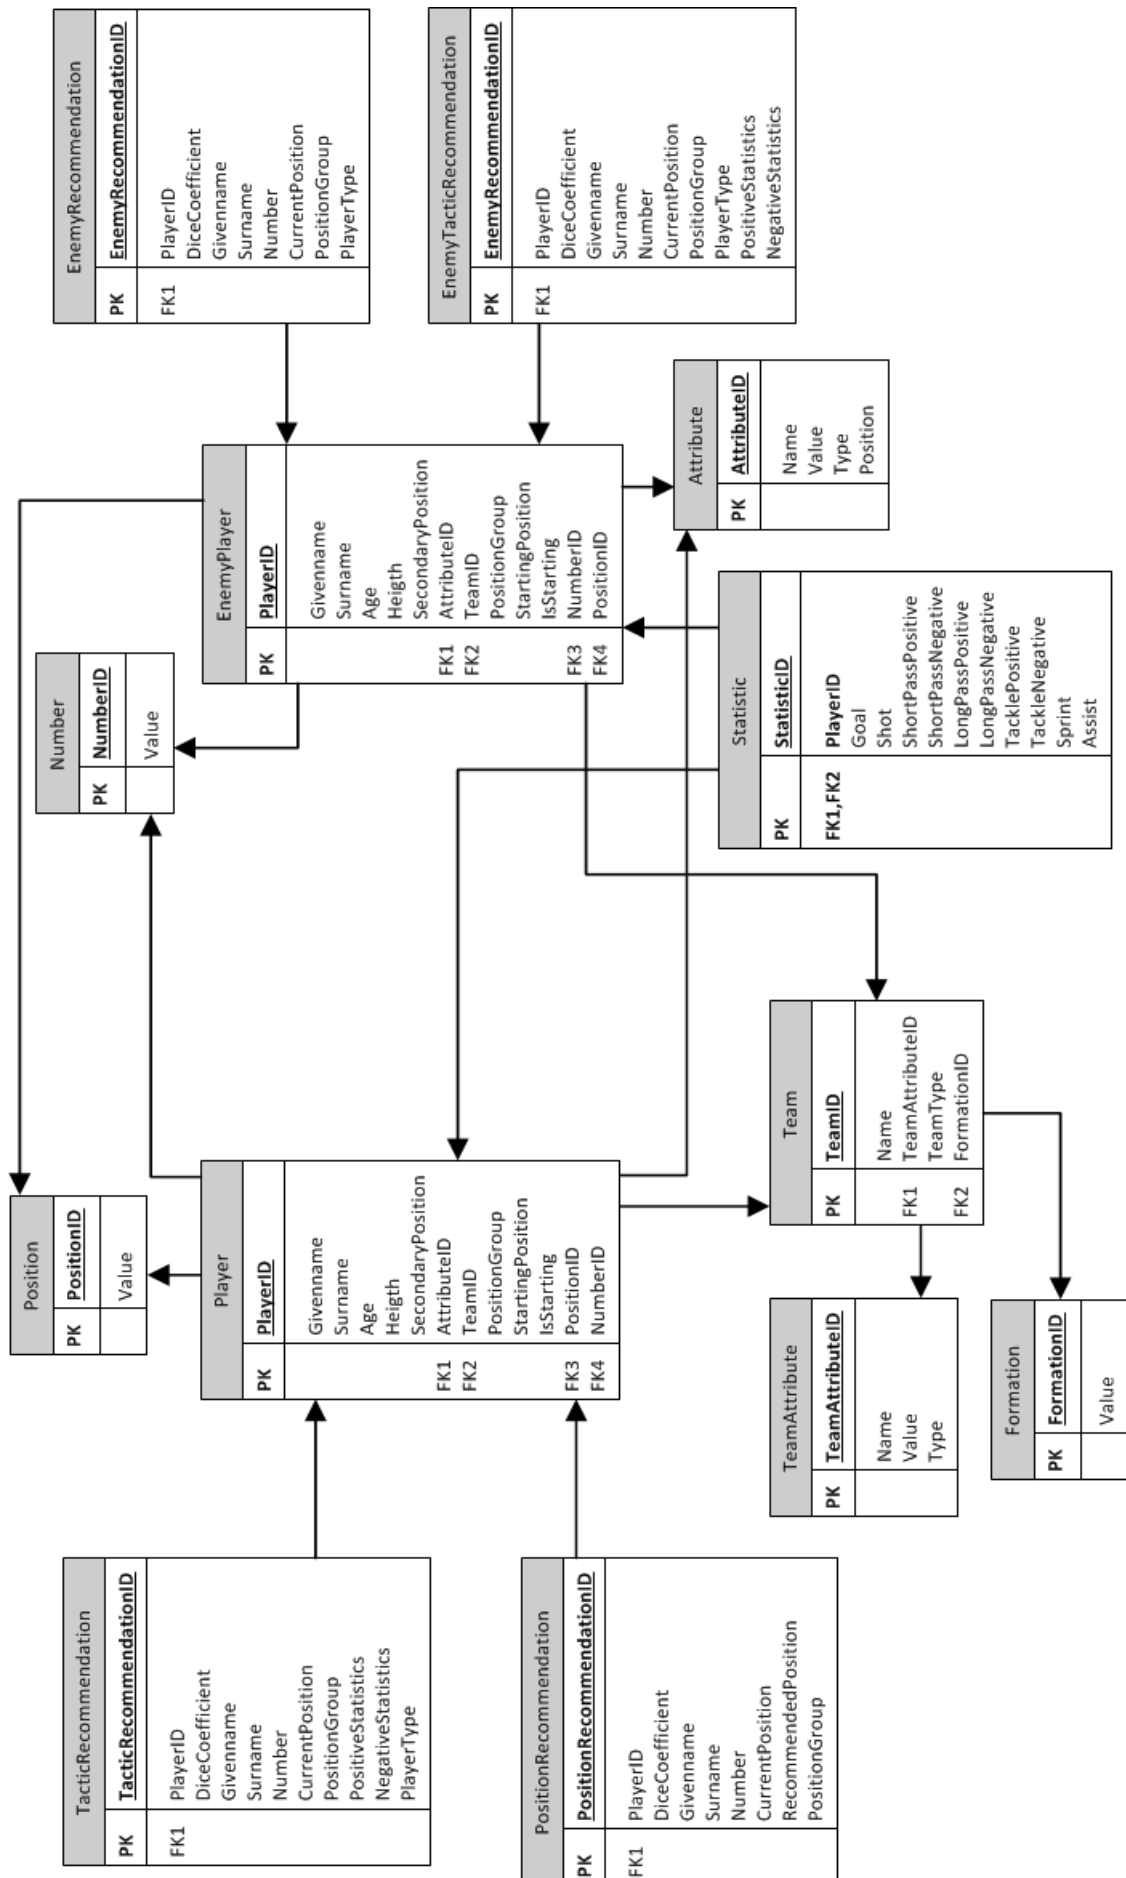 TacticRecommendation
PK TacticRecommendationID
FK1 PlayerID
DiceCoefficient
Givenname
Surname
Number
CurrentPosition
PositionGroup
PositiveStatistics
NegativeStatistics
PlayerType
PositionRecommendation
PK PositionRecommendationID
FK1 PlayerID
DiceCoefficient
Givenname
Surname
Number
CurrentPosition
RecommendedPosition
PositionGroup
Position
PK PositionID
Value
Player
PK PlayerID
Givenname
Surname
Age
Heigth
SecondaryPosition
FK1 AttributeID
FK2 TeamID
PositionGroup
StartingPosition
IsStarting
FK3 PositionID
FK4 NumberID
TeamAttribute
PK TeamAttributeID
Name
Value
Type
Formation
PK FormationID
Value
Team
PK TeamID
Name
FK1 TeamAttributeID
TeamType
FK2 FormationID
Number
PK NumberID
Value
EnemyPlayer
PK PlayerID
Givenname
Surname
Age
Heigth
SecondaryPosition
FK1 AttributeID
FK2 TeamID
PositionGroup
StartingPosition
IsStarting
FK3 NumberID
FK4 PositionID
Statistic
PK StatisticID
FK1,FK2 PlayerID
Goal
Shot
ShortPassPositive
ShortPassNegative
LongPassPositive
LongPassNegative
TacklePositive
TackleNegative
Sprint
Assist
Attribute
PK AttributeID
Name
Value
Type
Position
EnemyRecommendation
PK EnemyRecommendationID
FK1 PlayerID
DiceCoefficient
Givenname
Surname
Number
CurrentPosition
PositionGroup
PlayerType
EnemyTacticRecommendation
PK EnemyRecommendationID
FK1 PlayerID
DiceCoefficient
Givenname
Surname
Number
CurrentPosition
PositionGroup
PlayerType
PositiveStatistics
NegativeStatistics